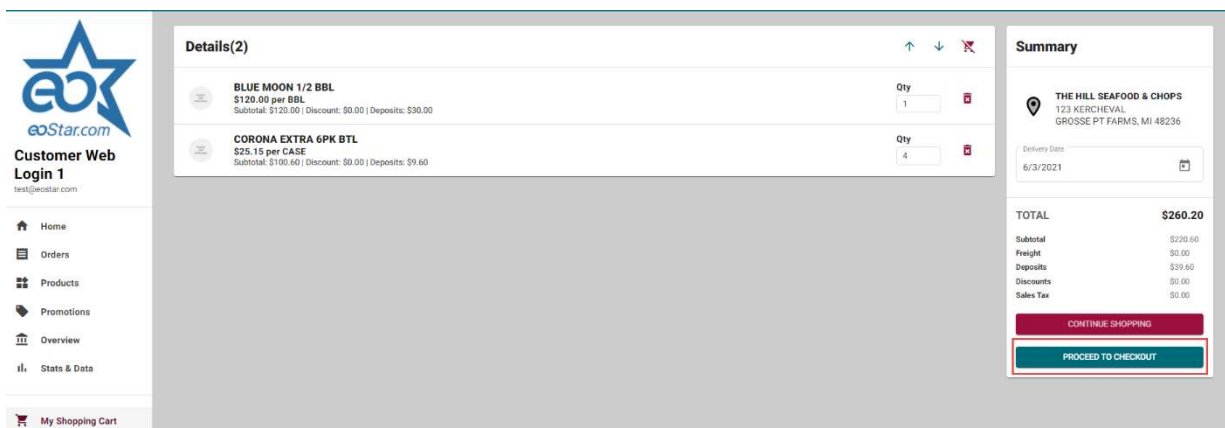 eoStar.com
Customer Web
Login 1
test@eostar.com
Home
Orders
Products
Promotions
Overview
Stats & Data
My Shopping Cart
Details(2)
BLUE MOON 1/2 BBL
$120.00 per BBL
Subtotal: $120.00 | Discount: $0.00 | Deposits: $30.00
Qty
1
CORONA EXTRA 6PK BTL
$25.15 per CASE
Subtotal: $100.60 | Discount: $0.00 | Deposits: $9.60
Qty
4
Summary
THE HILL SEAFOOD & CHOPS
123 KERCHEVAL
GROSSE PT FARMS, MI 48236
Delivery Date
6/3/2021
TOTAL $260.20
Subtotal $220.60
Freight $0.00
Deposits $39.60
Discounts $0.00
Sales Tax $0.00
CONTINUE SHOPPING
PROCEED TO CHECKOUT